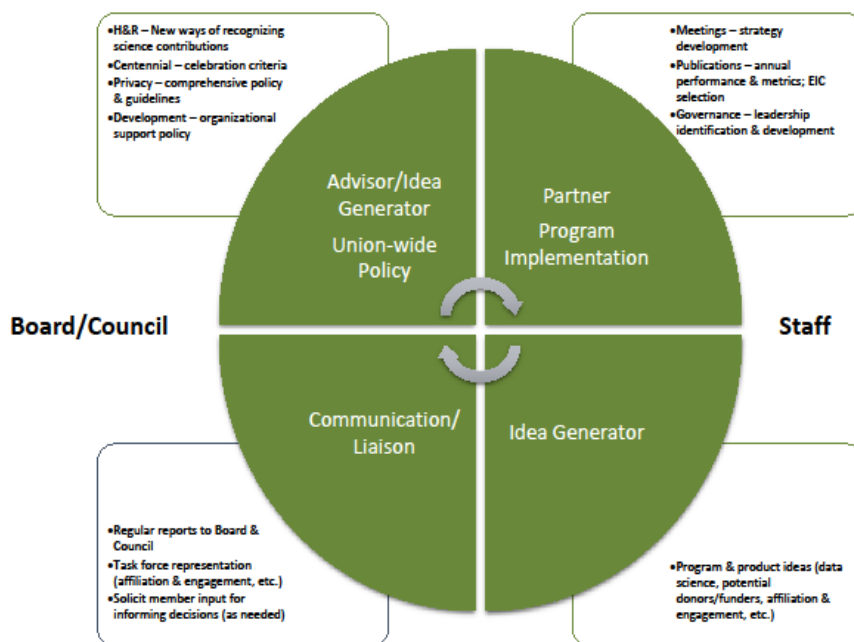 •H&R – New ways of recognizing
science contributions
•Centennial – celebration criteria
•Privacy – comprehensive policy
& guidelines
•Development – organizational
support policy
•Meetings – strategy
development
•Publications – annual
performance & metrics; EIC
selection
•Governance – leadership
identification & development
Advisor/Idea
Generator
Union-wide
Policy
Partner
Program
Implementation
Board/Council
Staff
Communication/
Liaison
Idea Generator
•Regular reports to Board &
Council
•Task force representation
(affiliation & engagement, etc.)
•Solicit member input for
informing decisions (as needed)
•Program & product ideas (data
science, potential
donors/funders, affiliation &
engagement, etc.)